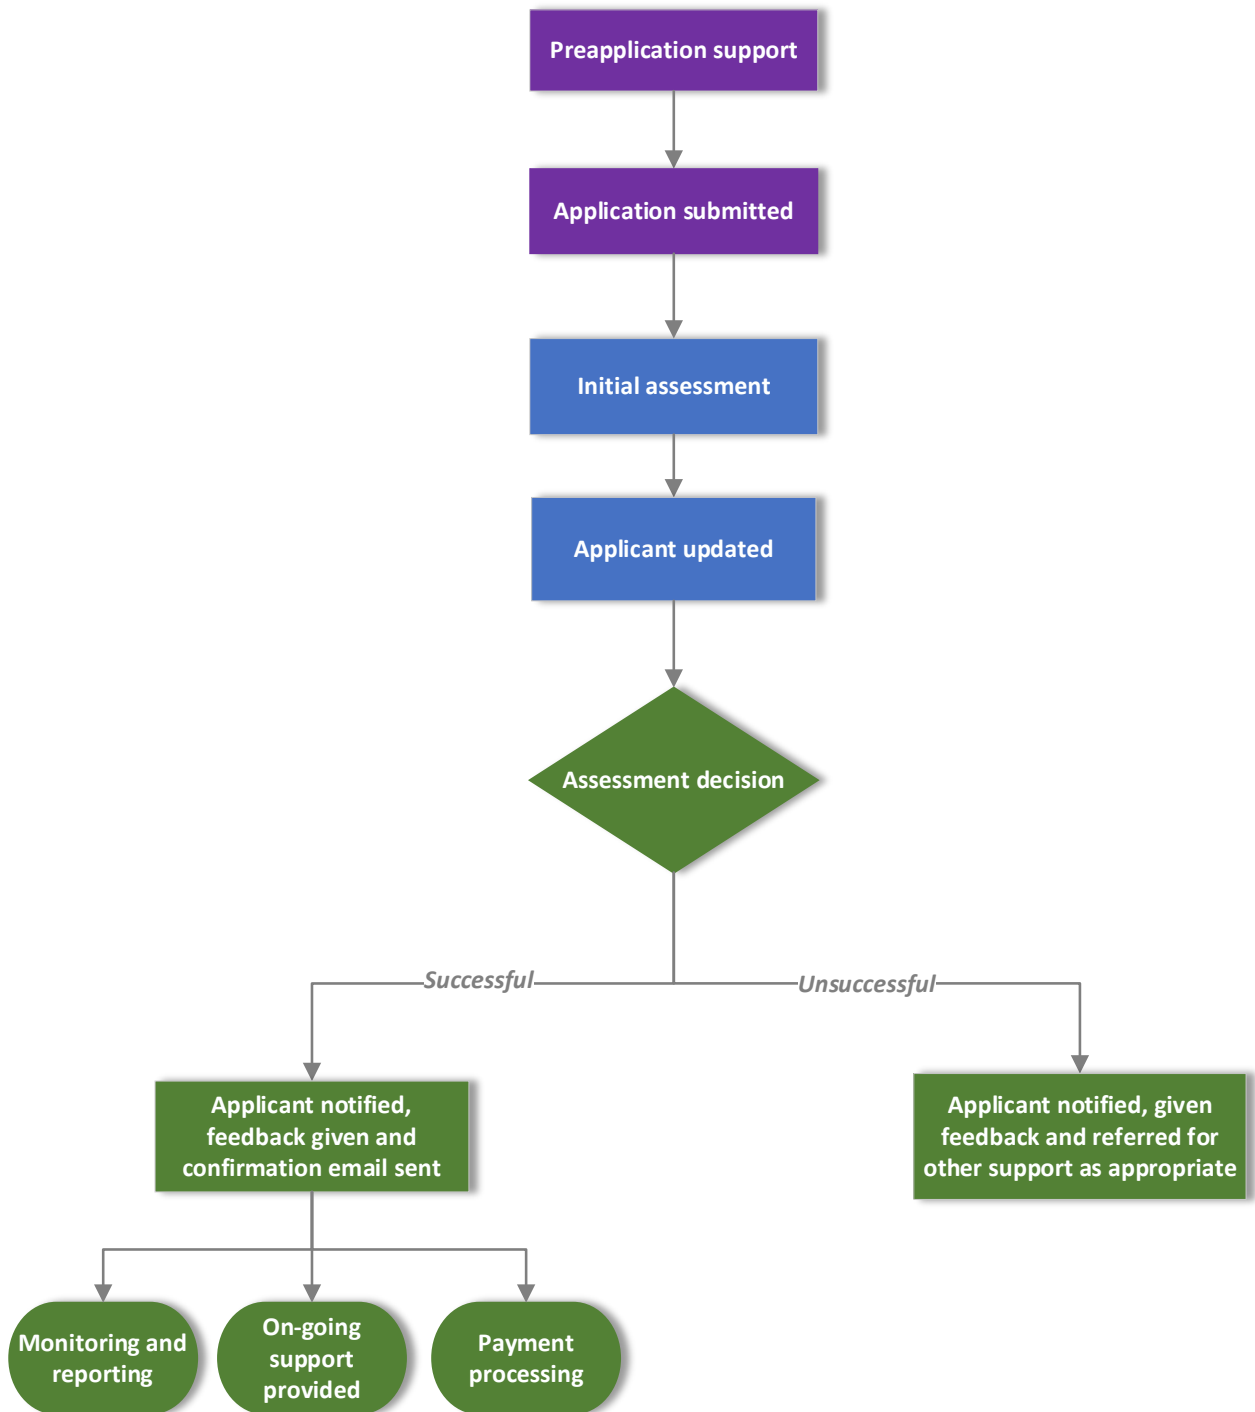 Preapplication support
Application submitted
Initial assessment
Applicant updated
Assessment decision
Successful
Unsuccessful
Applicant notified,
feedback given and
confirmation email sent
Applicant notified, given
feedback and referred for
other support as appropriate
Monitoring and
reporting
On-going
support
provided
Payment
processing